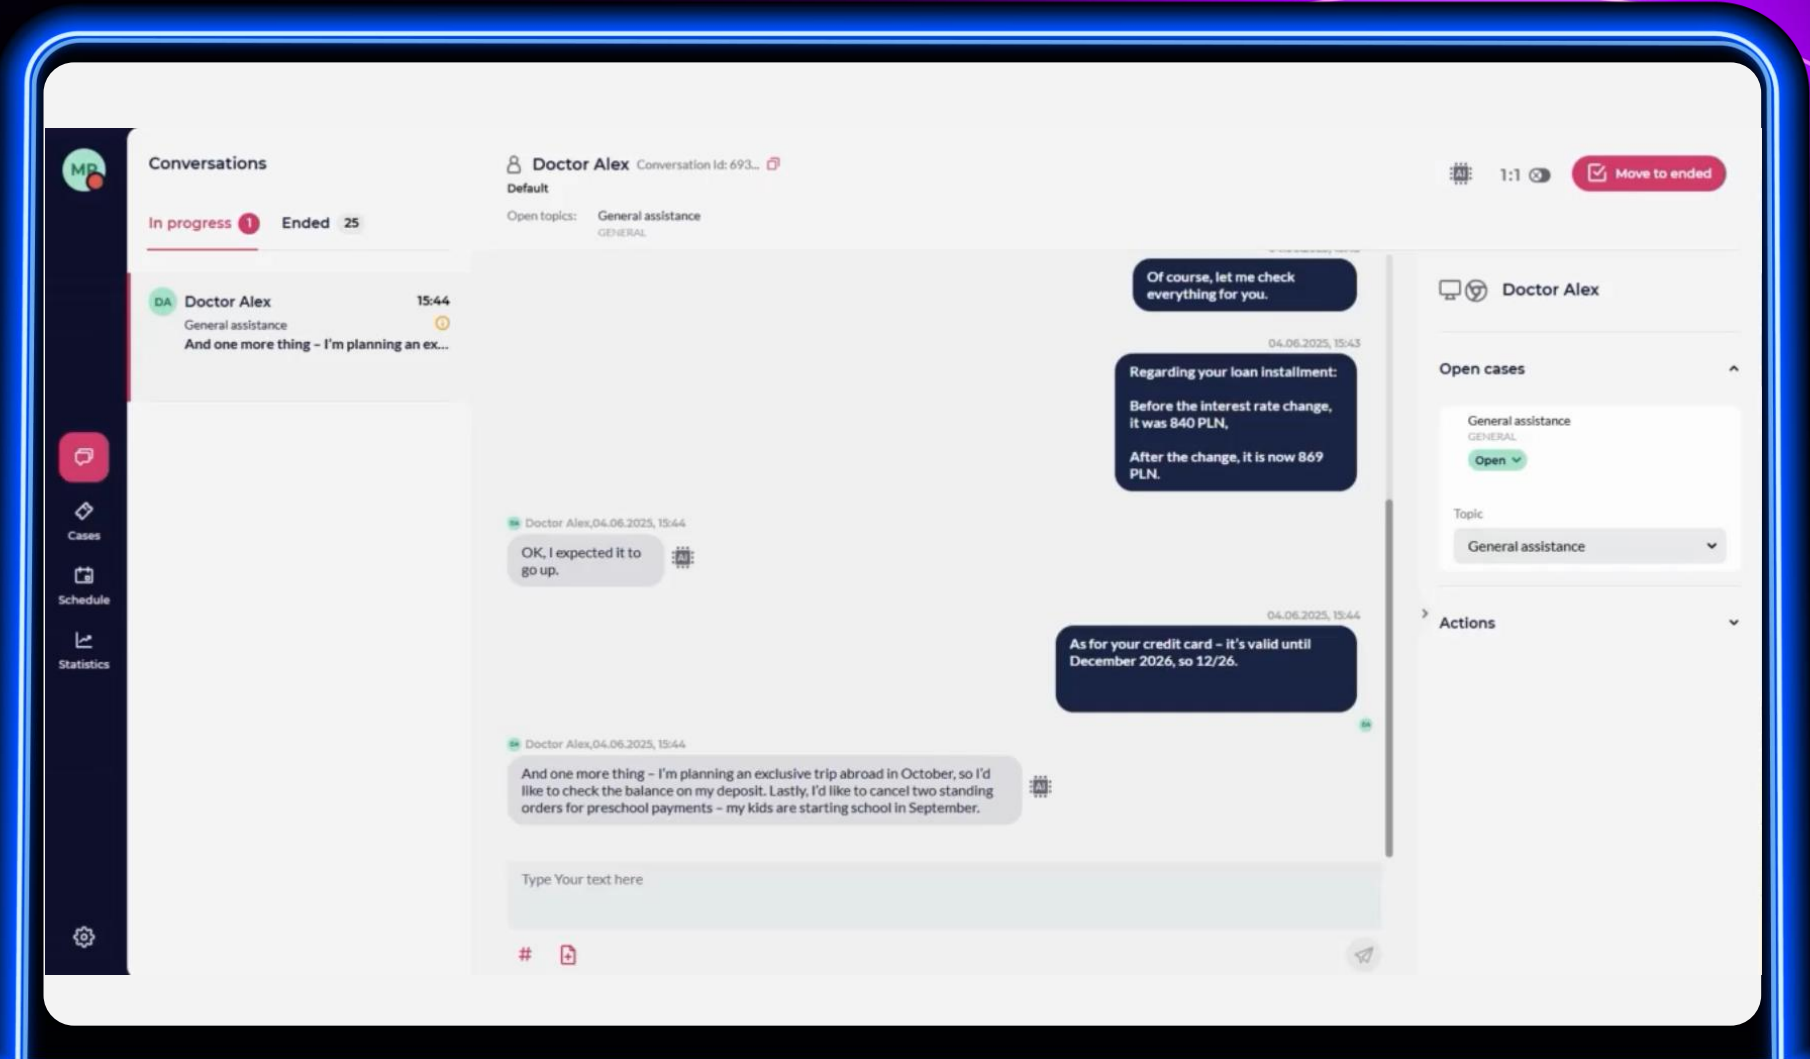 MR
Conversations
In progress 1
Ended 25
DA Doctor Alex 15:44
General assistance
And one more thing – I'm planning an ex...
Cases
Schedule
Statistics
Doctor Alex Conversation Id: 693...
Default
Open topics: General assistance
GENERAL
AI 1:1 Move to ended
Of course, let me check
everything for you.
04.06.2025, 15:43
Regarding your loan installment:
Before the interest rate change,
it was 840 PLN,
After the change, it is now 869
PLN.
DA Doctor Alex,04.06.2025, 15:44
OK, I expected it to
go up.
AI
04.06.2025, 15:44
As for your credit card – it's valid until
December 2026, so 12/26.
DA
DA Doctor Alex,04.06.2025, 15:44
And one more thing – I'm planning an exclusive trip abroad in October, so I'd
like to check the balance on my deposit. Lastly, I'd like to cancel two standing
orders for preschool payments – my kids are starting school in September.
AI
Type Your text here
#
Doctor Alex
Open cases
General assistance
GENERAL
Open
Topic
General assistance
Actions